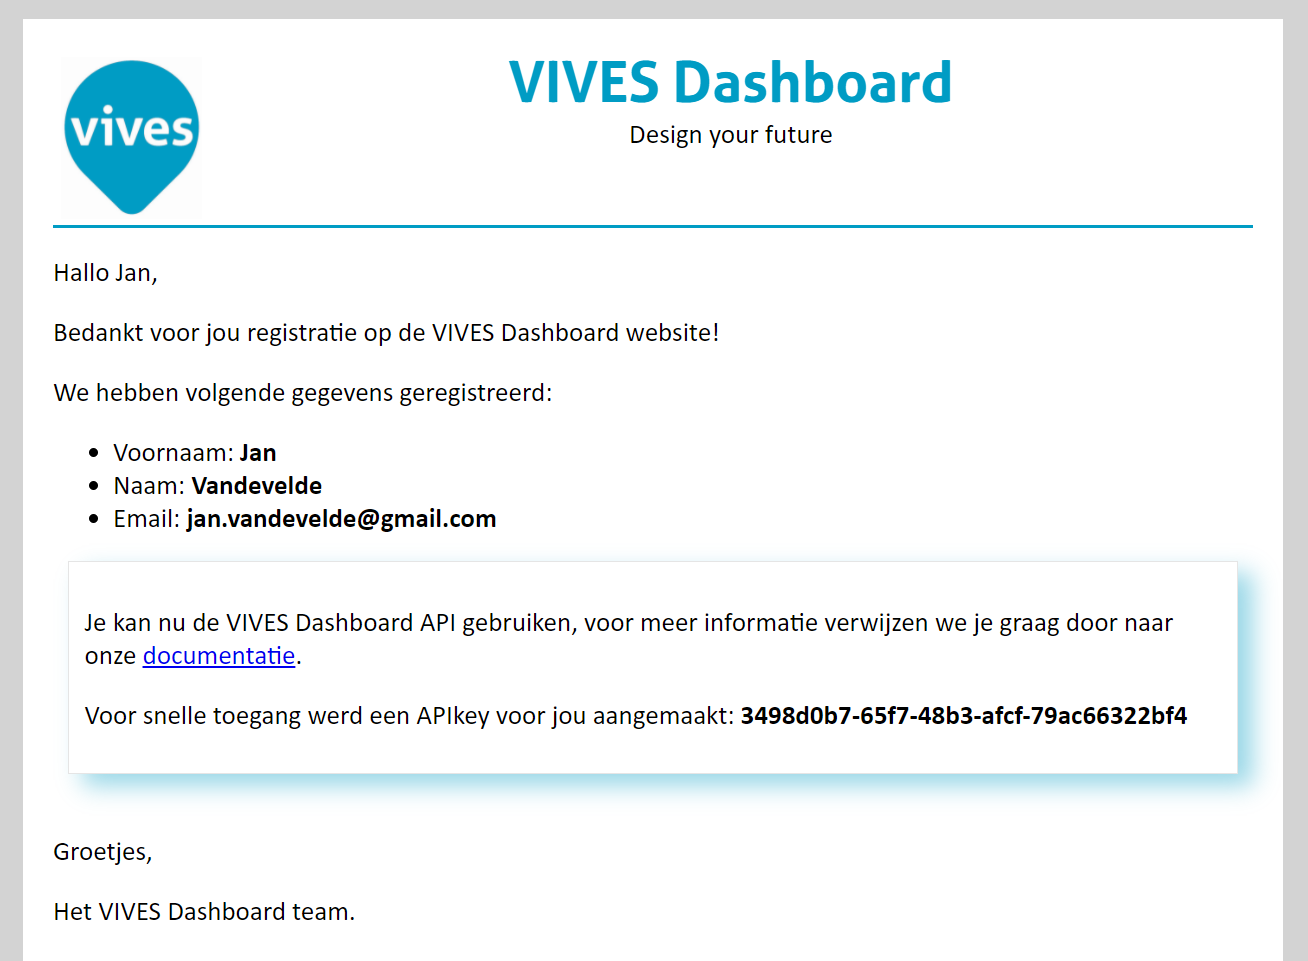 vives
VIVES Dashboard
Design your future
Hallo Jan,
Bedankt voor jou registratie op de VIVES Dashboard website!
We hebben volgende gegevens geregistreerd:
• Voornaam: Jan
• Naam: Vandevelde
• Email: jan.vandevelde@gmail.com
Je kan nu de VIVES Dashboard API gebruiken, voor meer informatie verwijzen we je graag door naar
onze documentatie.
Voor snelle toegang werd een APIkey voor jou aangemaakt: 3498d0b7-65f7-48b3-afcf-79ac66322bf4
Groetjes,
Het VIVES Dashboard team.